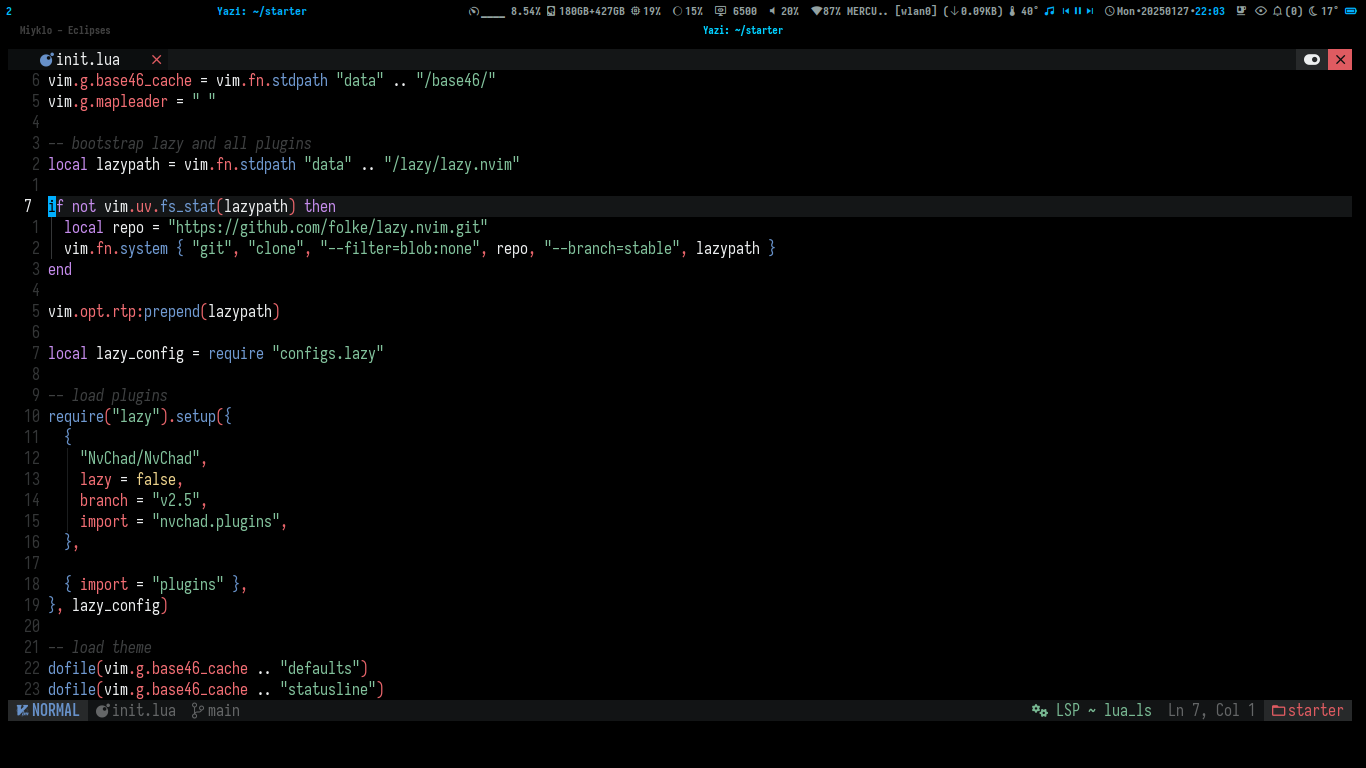 2 Yazi: ~/starter 8.54% 180GB+427GB 19% 15% 6500 20% 87% MERCU.. [wlan0] (↓0.09KB) 40° Mon•20250127•22:03 (0) 17°
Miyklo - Eclipses Yazi: ~/starter
init.lua
6 vim.g.base46_cache = vim.fn.stdpath "data" .. "/base46/"
5 vim.g.mapleader = " "
4
3 -- bootstrap lazy and all plugins
2 local lazypath = vim.fn.stdpath "data" .. "/lazy/lazy.nvim"
1
7 if not vim.uv.fs_stat(lazypath) then
1 local repo = "https://github.com/folke/lazy.nvim.git"
2 vim.fn.system { "git", "clone", "--filter=blob:none", repo, "--branch=stable", lazypath }
3 end
4
5 vim.opt.rtp:prepend(lazypath)
6
7 local lazy_config = require "configs.lazy"
8
9 -- load plugins
10 require("lazy").setup({
11 {
12 "NvChad/NvChad",
13 lazy = false,
14 branch = "v2.5",
15 import = "nvchad.plugins",
16 },
17
18 { import = "plugins" },
19 }, lazy_config)
20
21 -- load theme
22 dofile(vim.g.base46_cache .. "defaults")
23 dofile(vim.g.base46_cache .. "statusline")
NORMAL init.lua main LSP ~ lua_ls Ln 7, Col 1 starter